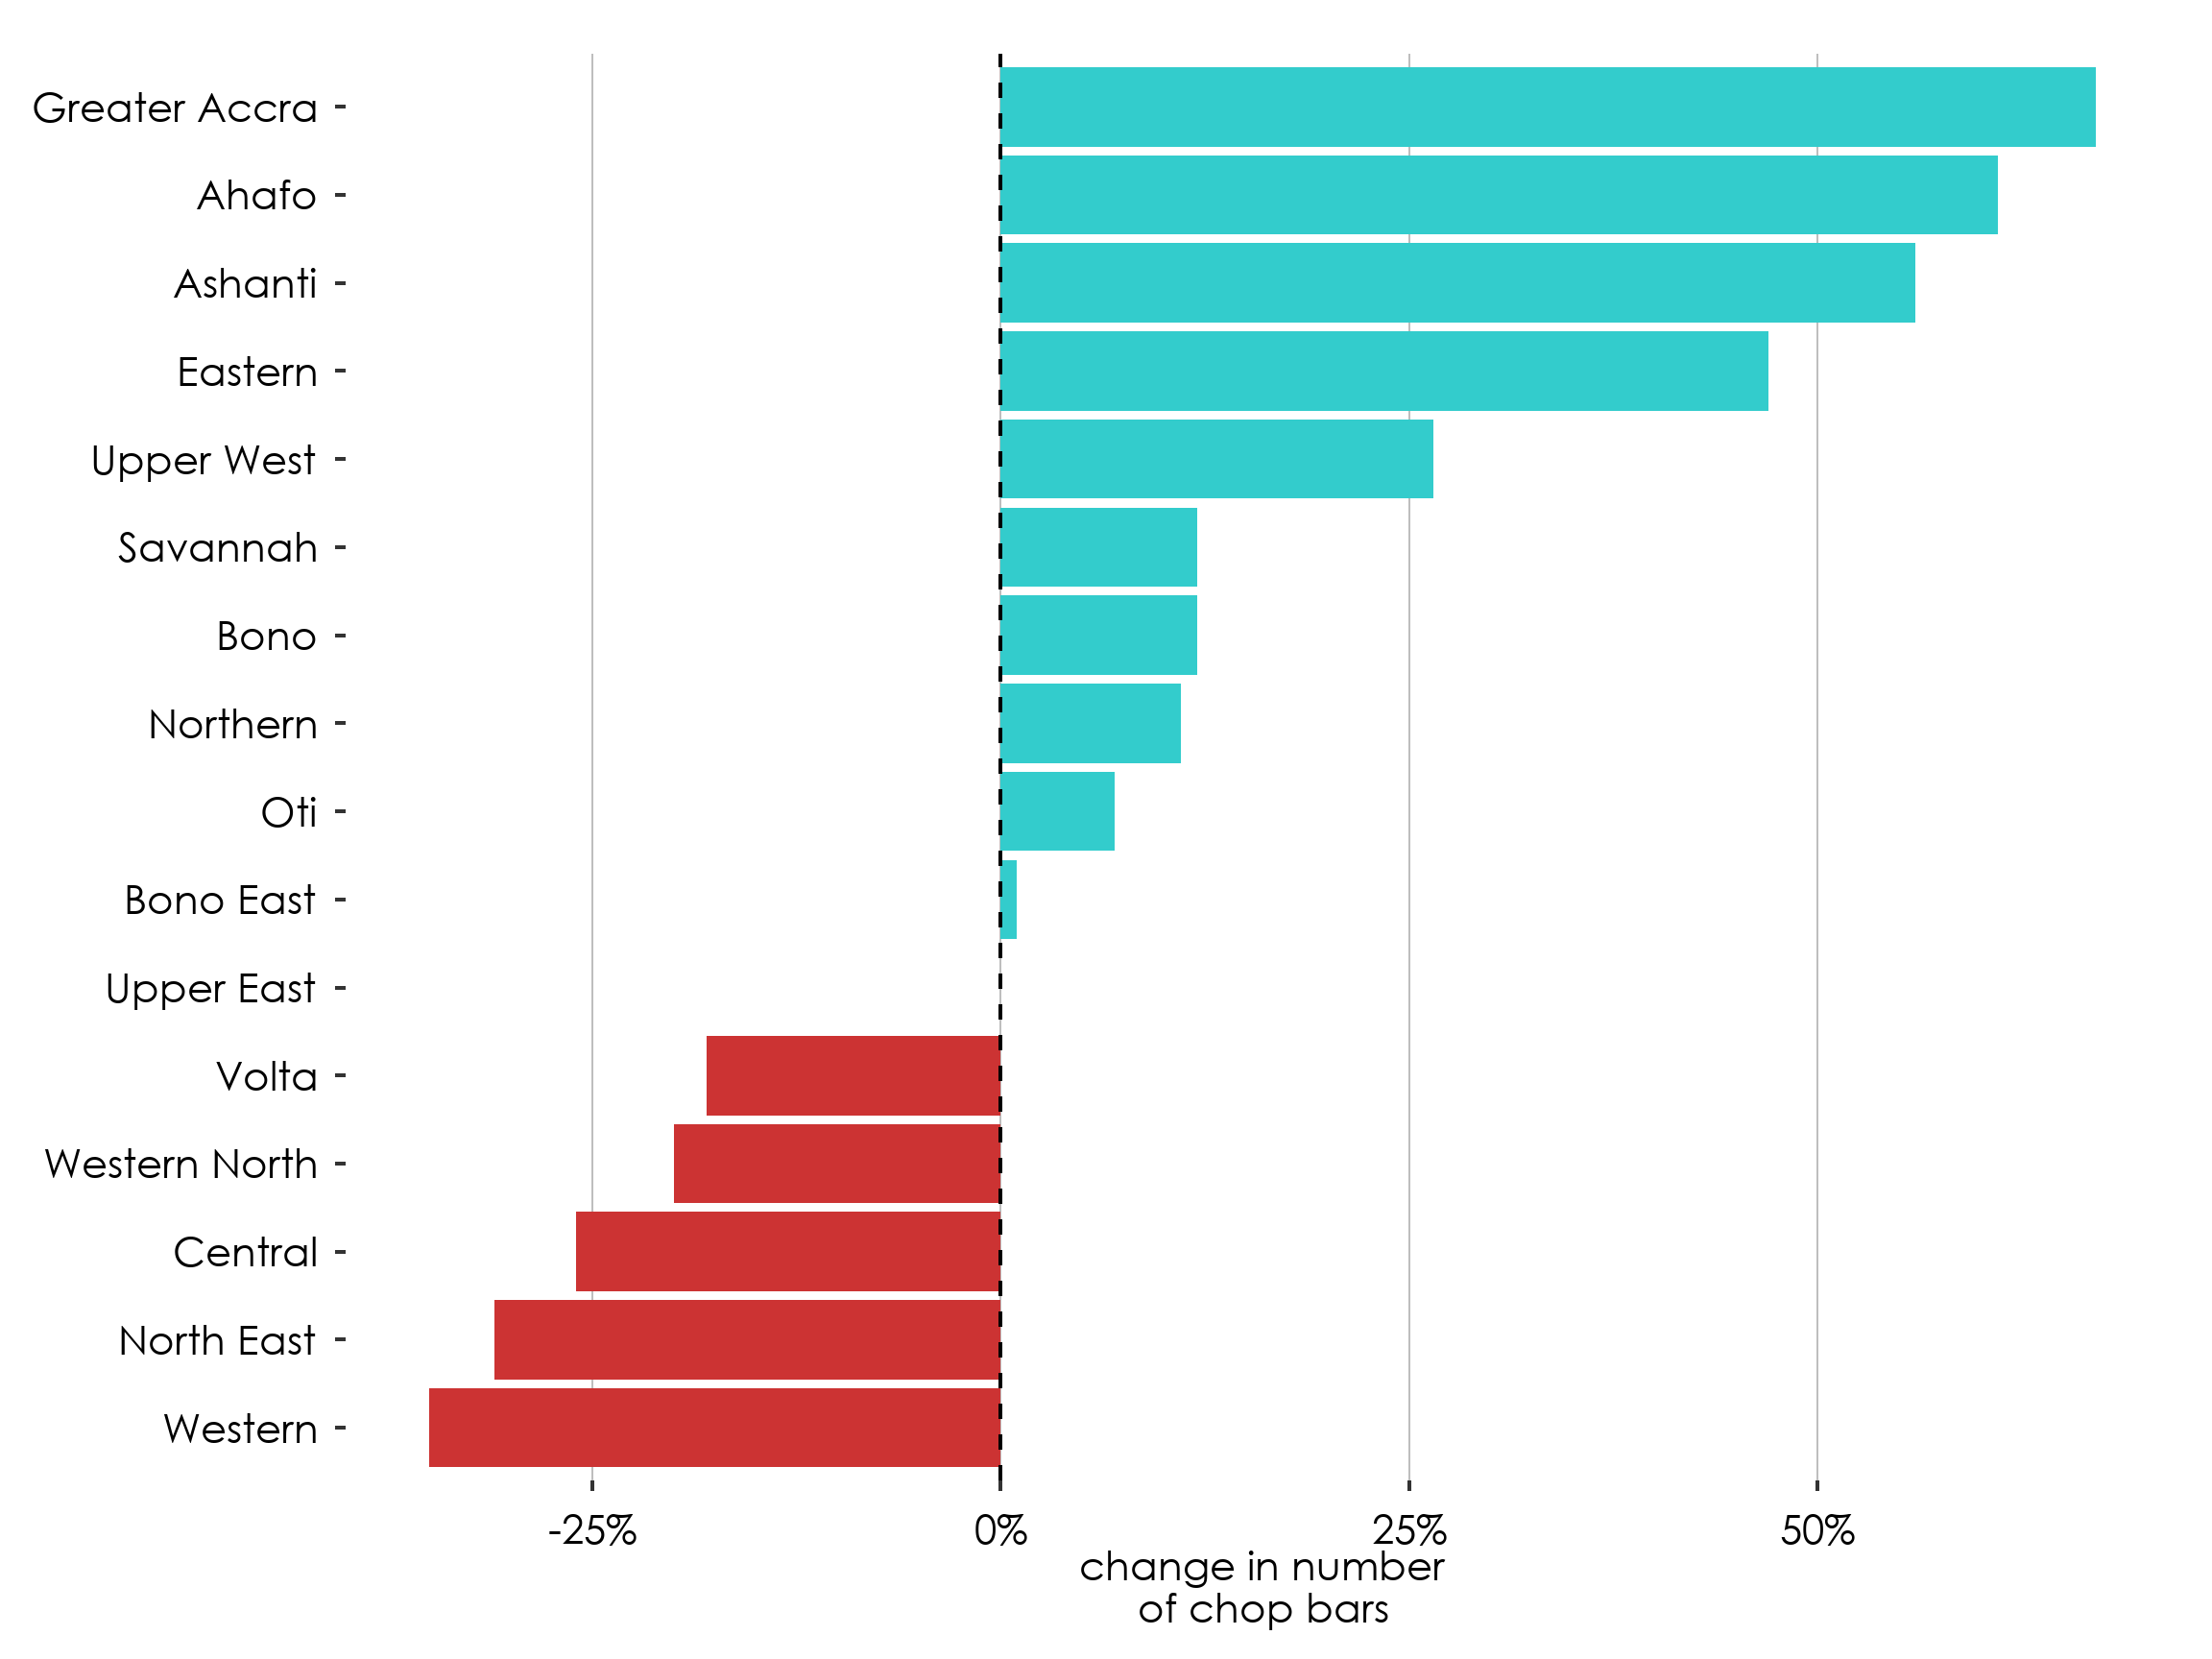 Greater Accra
Ahafo
Ashanti
Eastern
Upper West
Savannah
Bono
Northern
Oti
Bono East
Upper East
Volta
Western North
Central
North East
Western
-25% 0% 25% 50%
change in number
of chop bars